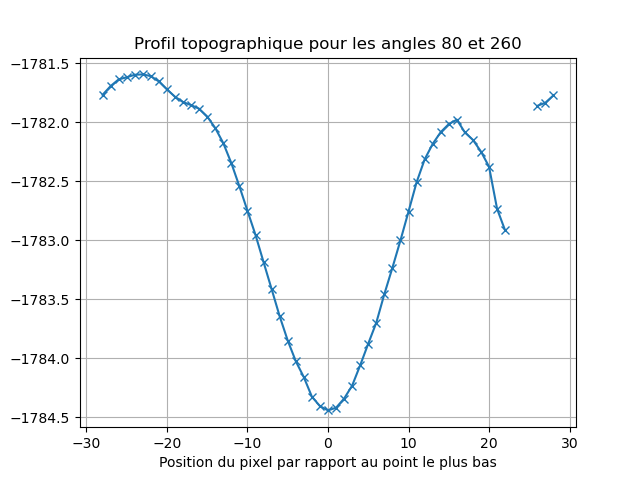 Profil topographique pour les angles 80 et 260
−1781.5
−1782.0
−1782.5
−1783.0
−1783.5
−1784.0
−1784.5
−30 −20 −10 0 10 20 30
Position du pixel par rapport au point le plus bas